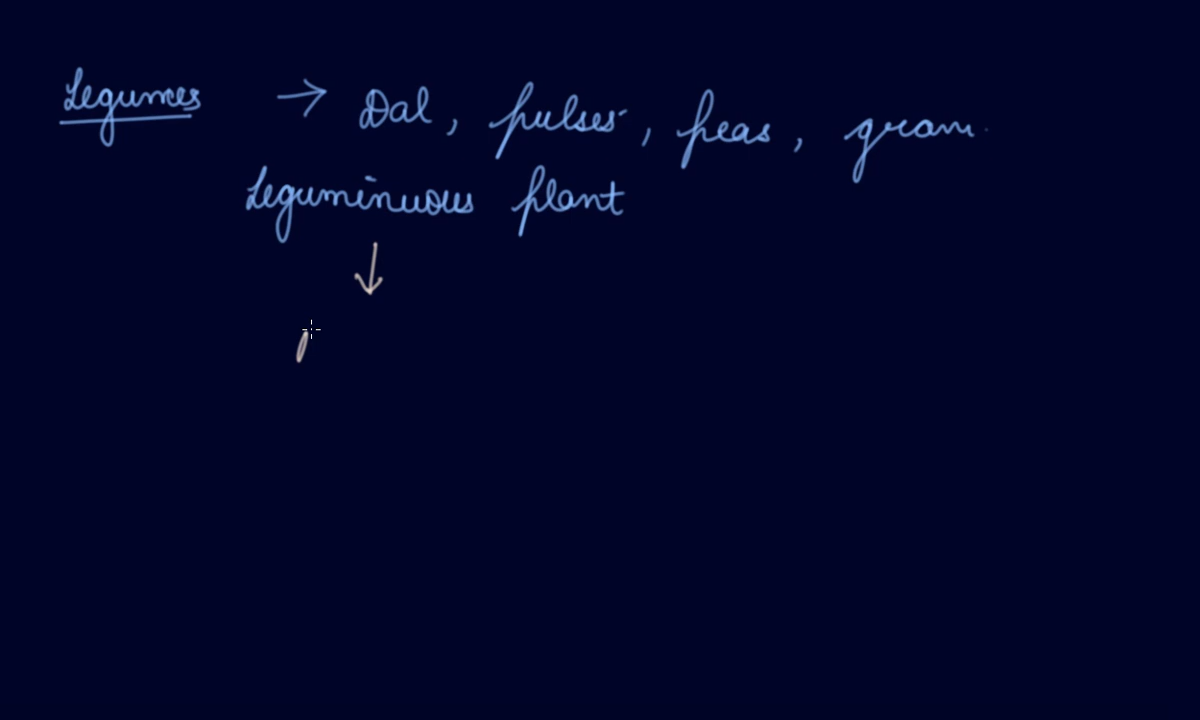 Legumes → Dal, pulses, peas, gram.
Leguminuous plant
↓